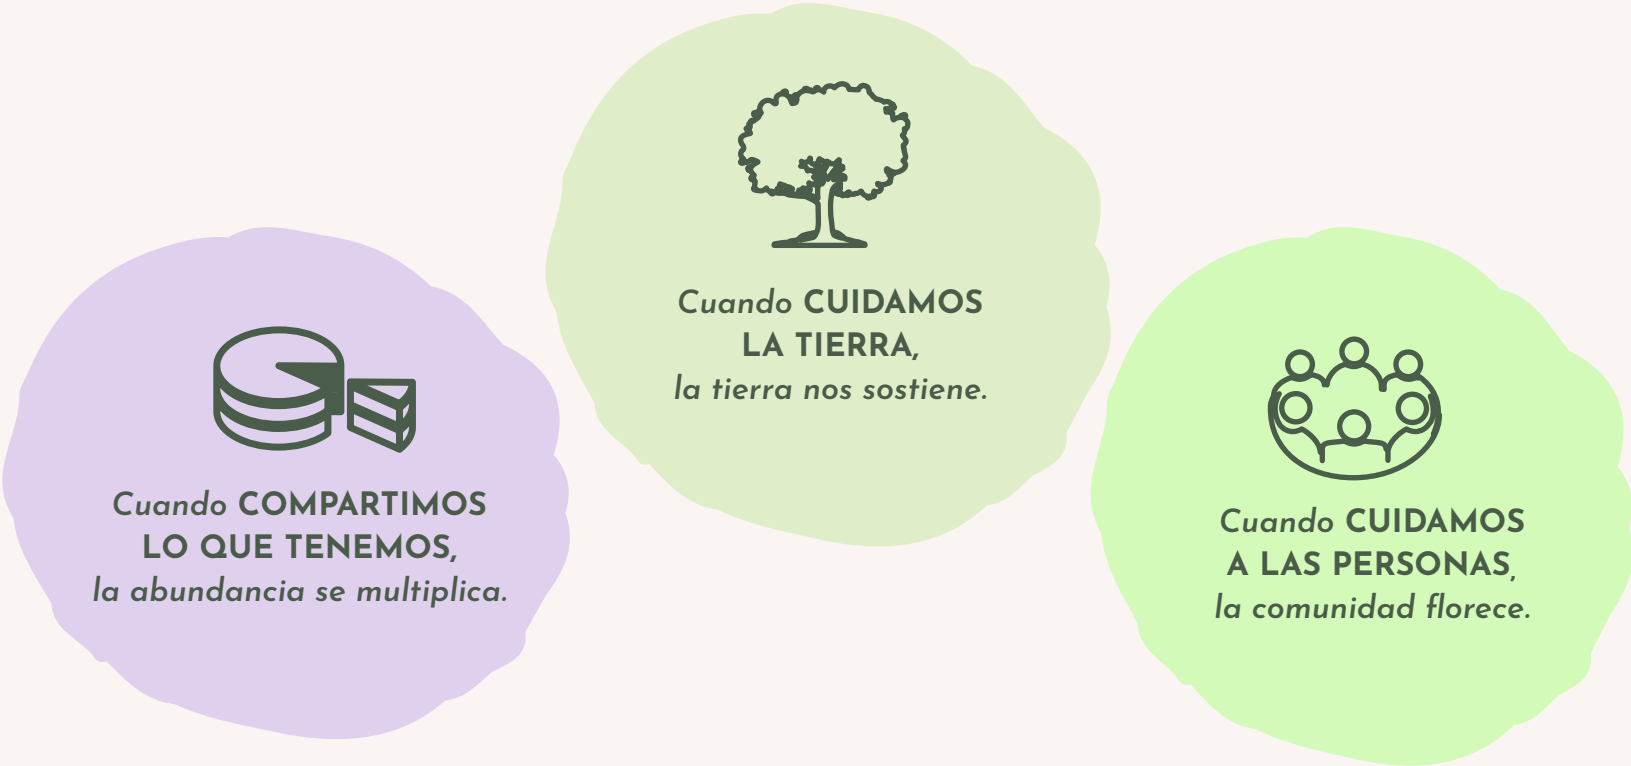 Cuando COMPARTIMOS
LO QUE TENEMOS,
la abundancia se multiplica.
Cuando CUIDAMOS
LA TIERRA,
la tierra nos sostiene.
Cuando CUIDAMOS
A LAS PERSONAS,
la comunidad florece.